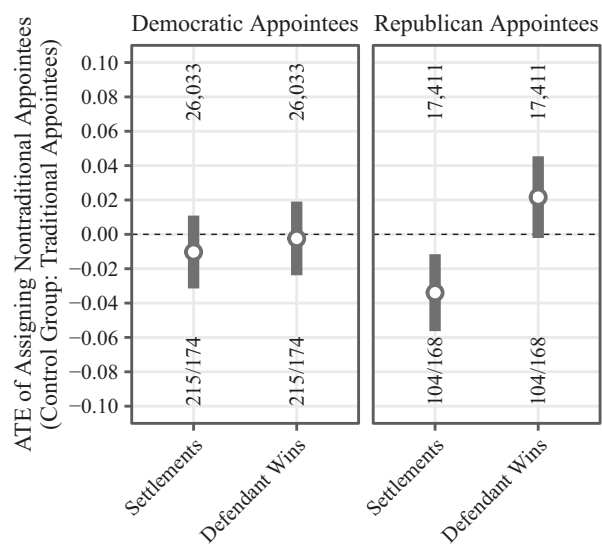 Democratic Appointees
Republican Appointees
ATE of Assigning Nontraditional Appointees
(Control Group: Traditional Appointees)
0.10
0.08
0.06
0.04
0.02
0.00
−0.02
−0.04
−0.06
−0.08
−0.10
26,033
26,033
17,411
17,411
215/174
215/174
104/168
104/168
Settlements
Defendant Wins
Settlements
Defendant Wins